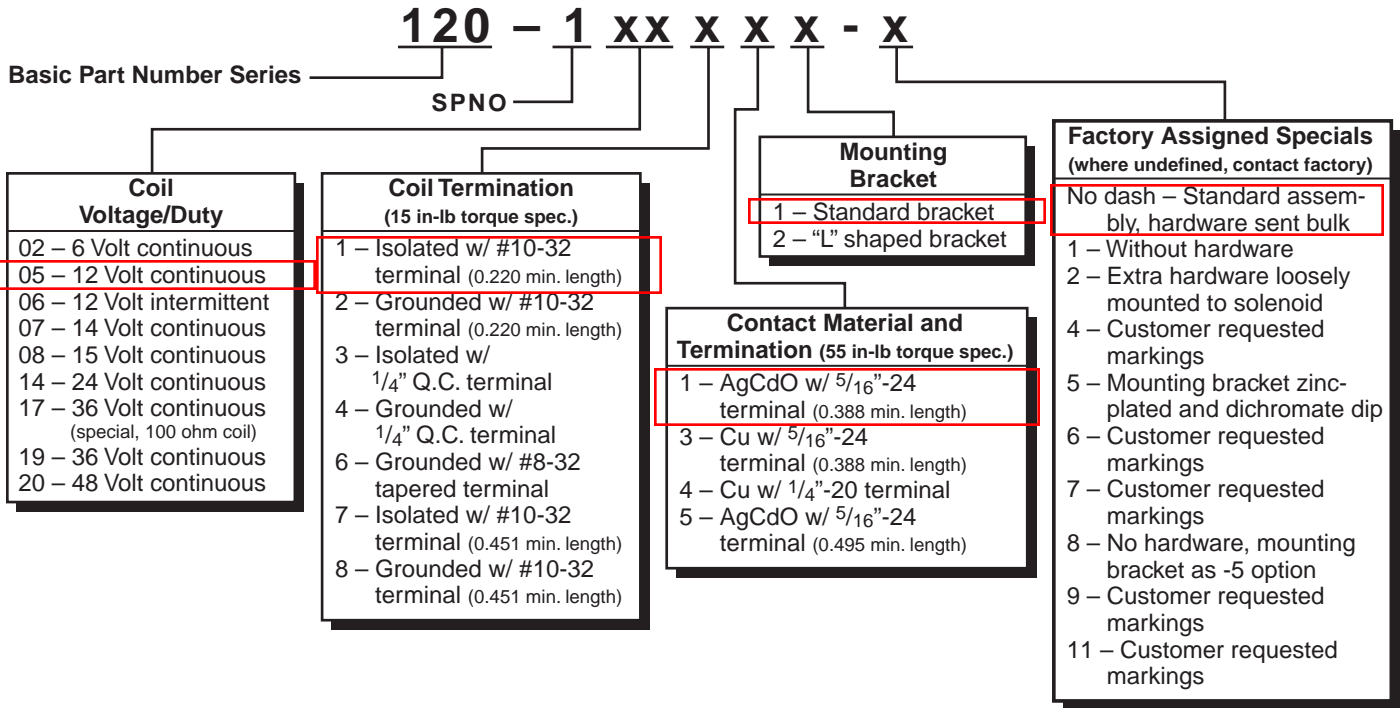 120 – 1 xx x x x - x
Basic Part Number Series
SPNO
Coil
Voltage/Duty
02 – 6 Volt continuous
05 – 12 Volt continuous
06 – 12 Volt intermittent
07 – 14 Volt continuous
08 – 15 Volt continuous
14 – 24 Volt continuous
17 – 36 Volt continuous
(special, 100 ohm coil)
19 – 36 Volt continuous
20 – 48 Volt continuous
Coil Termination
(15 in-lb torque spec.)
1 – Isolated w/ #10-32
terminal (0.220 min. length)
2 – Grounded w/ #10-32
terminal (0.220 min. length)
3 – Isolated w/
1/4” Q.C. terminal
4 – Grounded w/
1/4” Q.C. terminal
6 – Grounded w/ #8-32
tapered terminal
7 – Isolated w/ #10-32
terminal (0.451 min. length)
8 – Grounded w/ #10-32
terminal (0.451 min. length)
Contact Material and
Termination (55 in-lb torque spec.)
1 – AgCdO w/ 5/16”-24
terminal (0.388 min. length)
3 – Cu w/ 5/16”-24
terminal (0.388 min. length)
4 – Cu w/ 1/4”-20 terminal
5 – AgCdO w/ 5/16”-24
terminal (0.495 min. length)
Mounting
Bracket
1 – Standard bracket
2 – “L” shaped bracket
Factory Assigned Specials
(where undefined, contact factory)
No dash – Standard assem-
bly, hardware sent bulk
1 – Without hardware
2 – Extra hardware loosely
mounted to solenoid
4 – Customer requested
markings
5 – Mounting bracket zinc-
plated and dichromate dip
6 – Customer requested
markings
7 – Customer requested
markings
8 – No hardware, mounting
bracket as -5 option
9 – Customer requested
markings
11 – Customer requested
markings